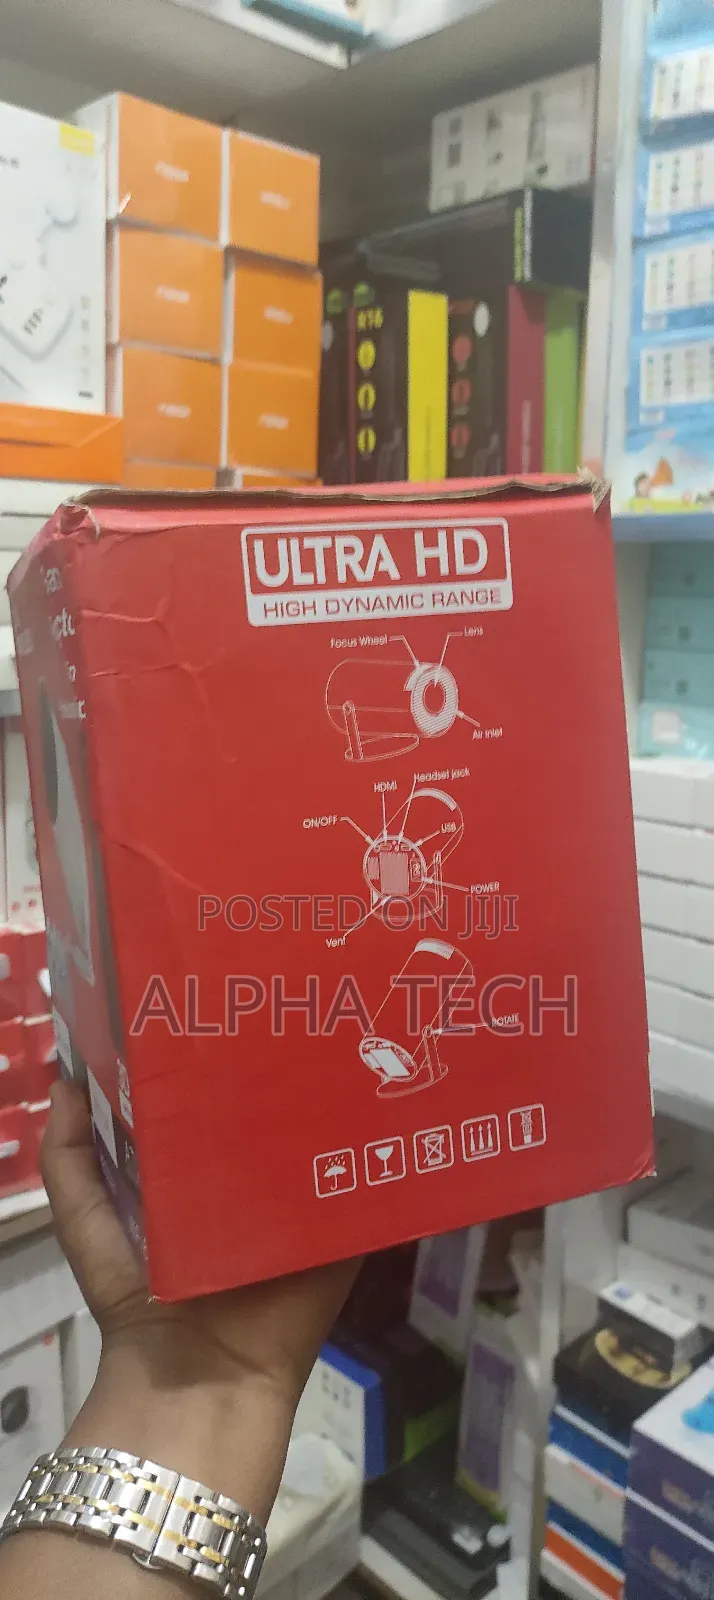 X16
ULTRA HD
HIGH DYNAMIC RANGE
Focus Wheel
Lens
Air Inlet
HDMI
Headset jack
ON/OFF
USB
POWER
Vent
POSTED ON JIJI
ALPHA TECH
ROTATE